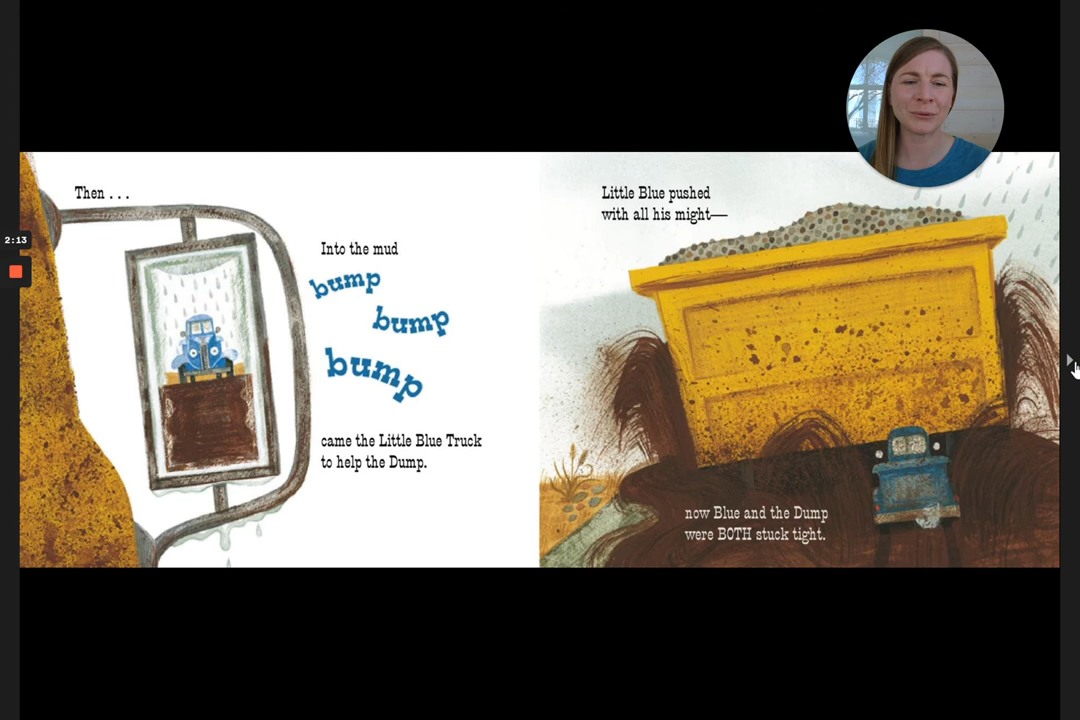 Then . . .
Into the mud
bump
bump
bump
came the Little Blue Truck
to help the Dump.
Little Blue pushed
with all his might—
now Blue and the Dump
were BOTH stuck tight.
2:13